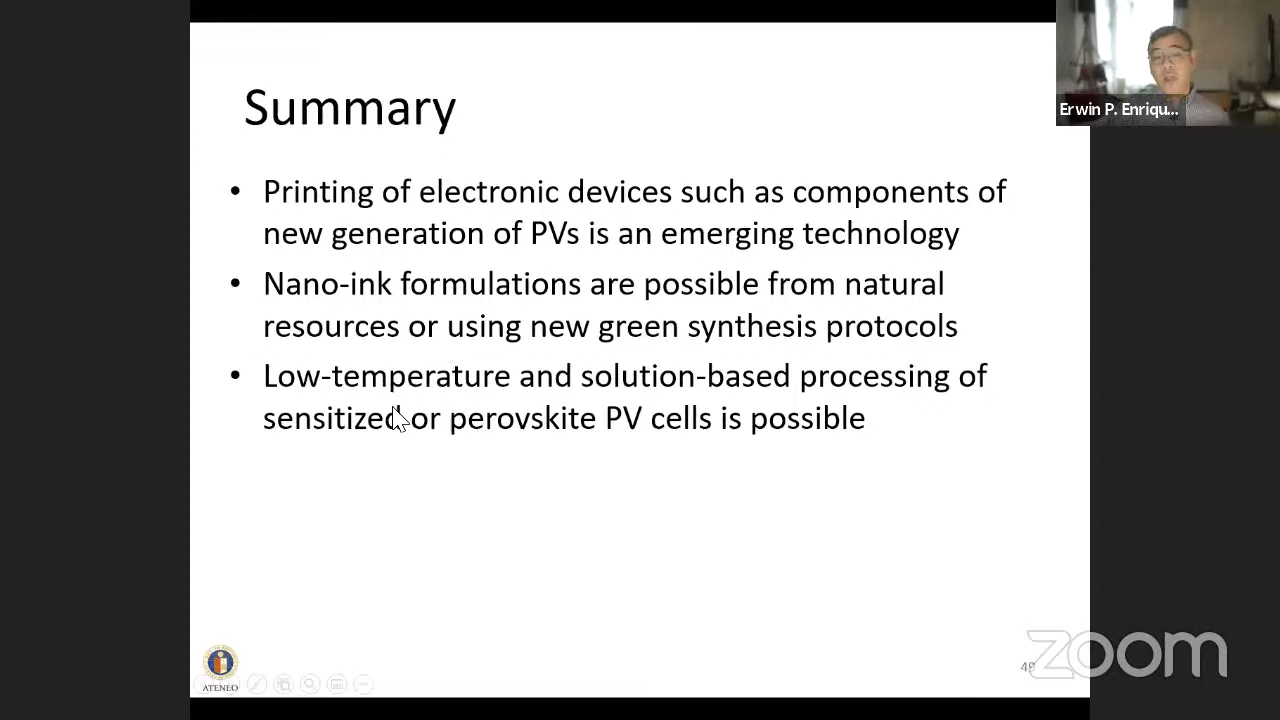 Summary
Erwin P. Enriqu...
• Printing of electronic devices such as components of
new generation of PVs is an emerging technology
• Nano-ink formulations are possible from natural
resources or using new green synthesis protocols
• Low-temperature and solution-based processing of
sensitized or perovskite PV cells is possible
ATENEO
zoom